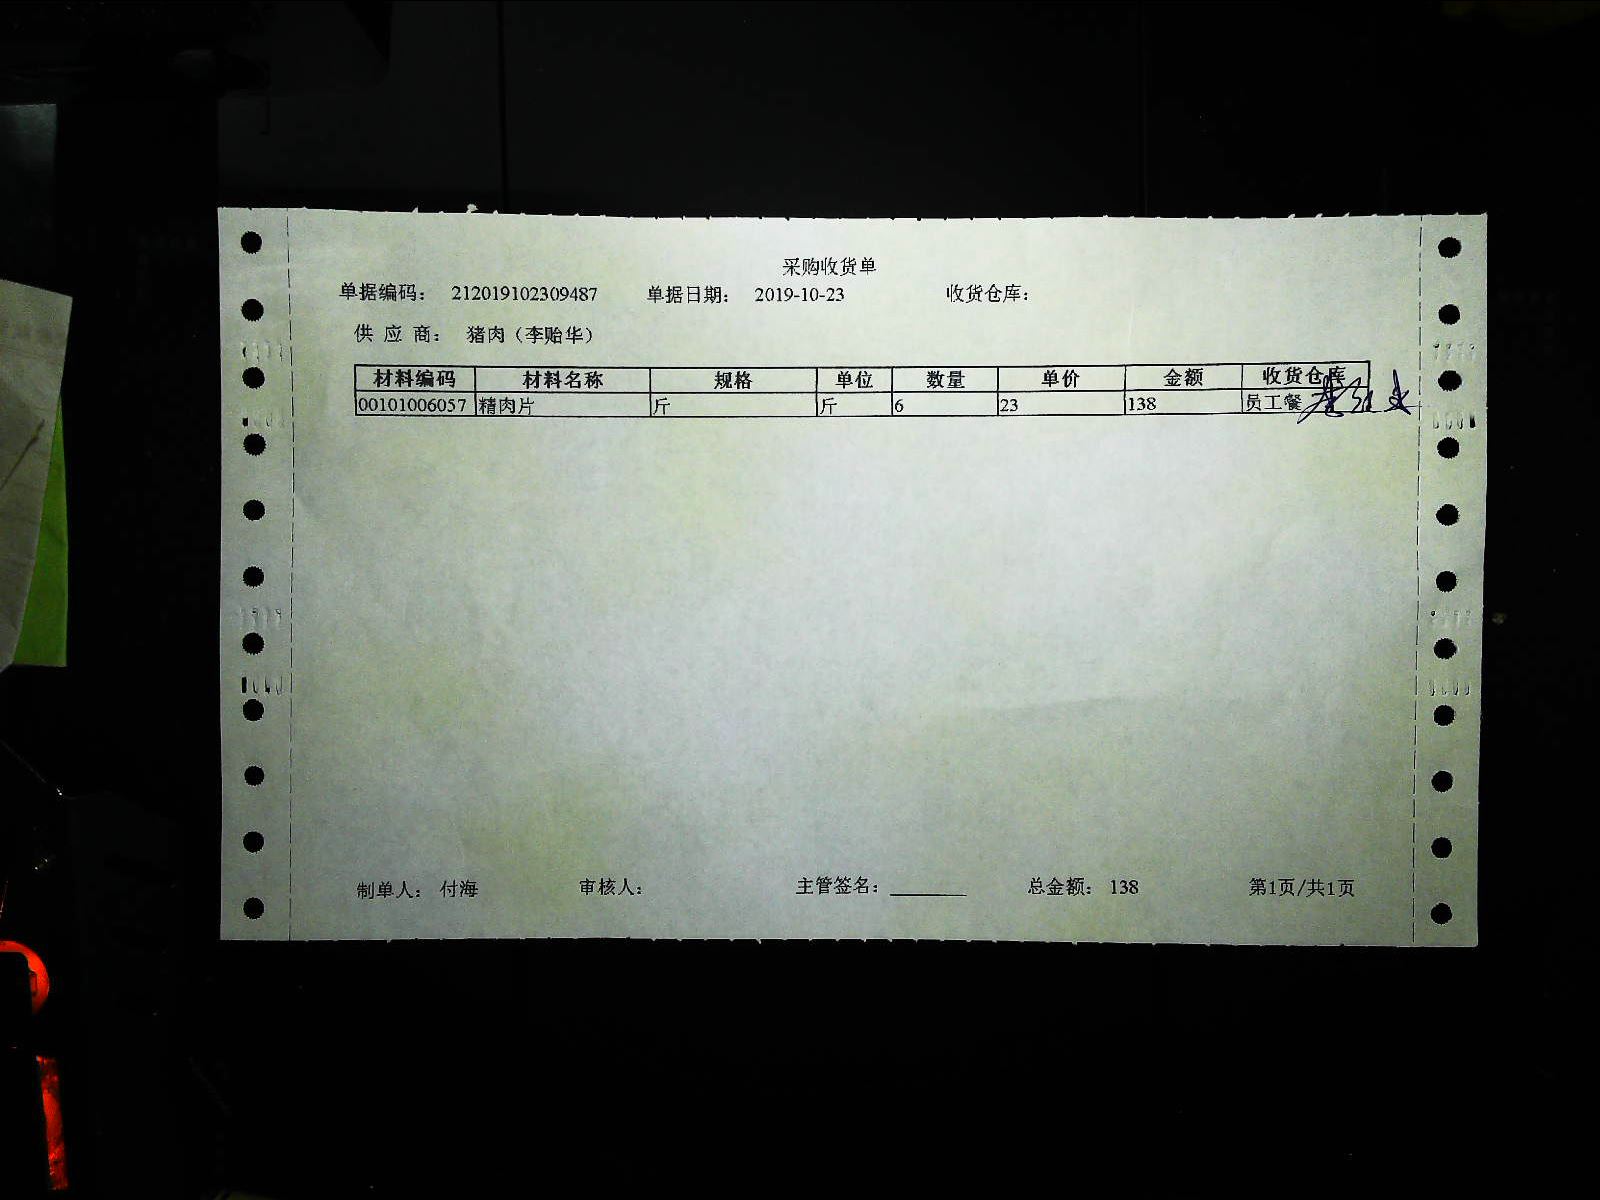 采购收货单
单据编码： 212019102309487 单据日期： 2019-10-23 收货仓库：
供 应 商： 猪肉（李贻华）
材料编码 材料名称 规格 单位 数量 单价 金额 收货仓库
00101006057 精肉片 斤 斤 6 23 138 员工餐
制单人： 付海 审核人： 主管签名：________ 总金额： 138 第1页/共1页